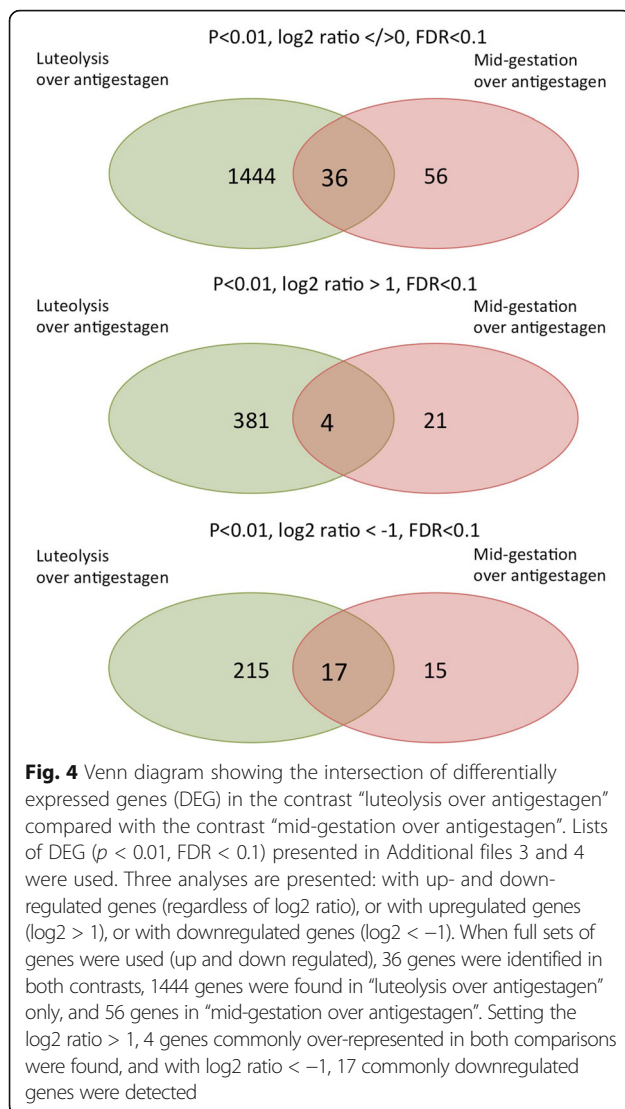 P<0.01, log2 ratio </>0, FDR<0.1
Luteolysis
over antigestagen
Mid-gestation
over antigestagen
1444
36
56
P<0.01, log2 ratio > 1, FDR<0.1
Luteolysis
over antigestagen
Mid-gestation
over antigestagen
381
4
21
P<0.01, log2 ratio < -1, FDR<0.1
Luteolysis
over antigestagen
Mid-gestation
over antigestagen
215
17
15
Fig. 4 Venn diagram showing the intersection of differentially
expressed genes (DEG) in the contrast “luteolysis over antigestagen”
compared with the contrast “mid-gestation over antigestagen”. Lists
of DEG (p < 0.01, FDR < 0.1) presented in Additional files 3 and 4
were used. Three analyses are presented: with up- and down-
regulated genes (regardless of log2 ratio), or with upregulated genes
(log2 > 1), or with downregulated genes (log2 < −1). When full sets of
genes were used (up and down regulated), 36 genes were identified in
both contrasts, 1444 genes were found in “luteolysis over antigestagen”
only, and 56 genes in “mid-gestation over antigestagen”. Setting the
log2 ratio > 1, 4 genes commonly over-represented in both comparisons
were found, and with log2 ratio < −1, 17 commonly downregulated
genes were detected